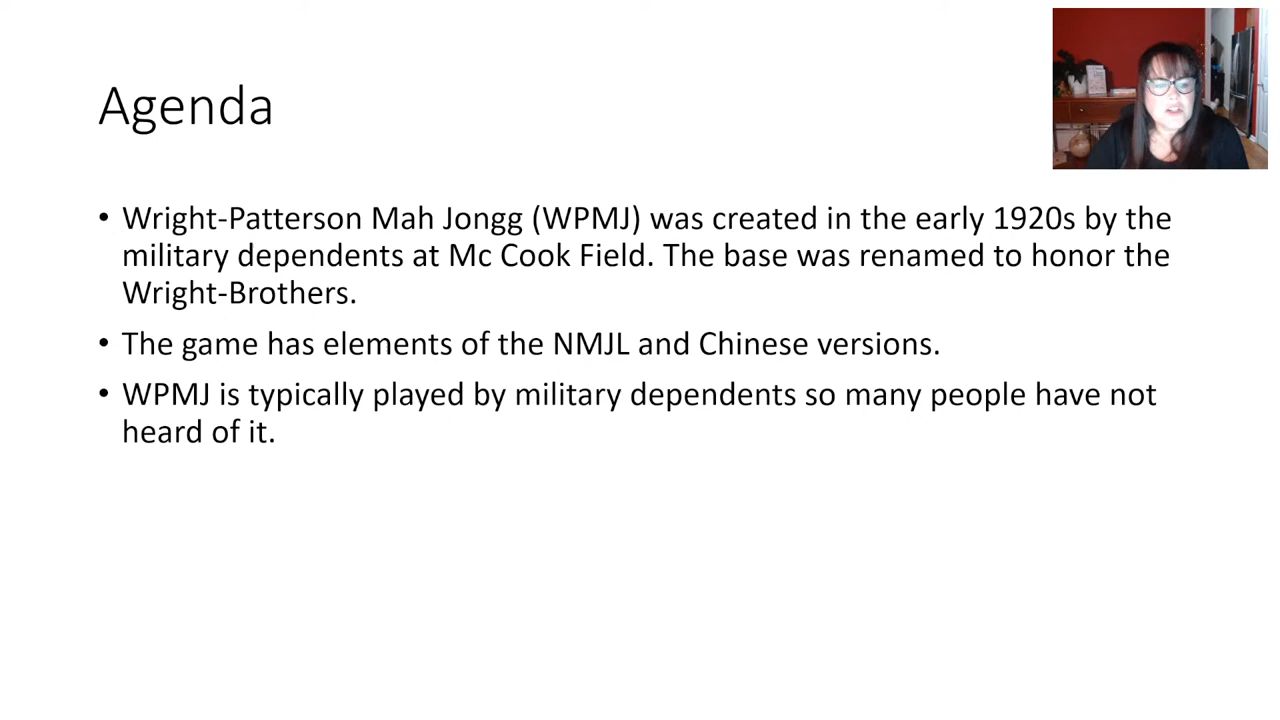 Agenda
• Wright-Patterson Mah Jongg (WPMJ) was created in the early 1920s by the
military dependents at Mc Cook Field. The base was renamed to honor the
Wright-Brothers.
• The game has elements of the NMJL and Chinese versions.
• WPMJ is typically played by military dependents so many people have not
heard of it.